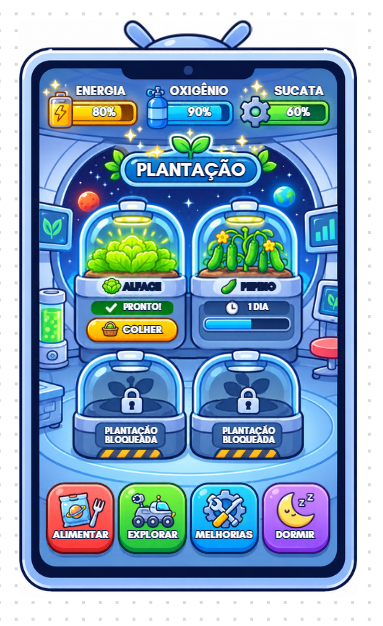 ENERGIA
OXIGÊNIO
SUCATA
80%
90%
60%
PLANTAÇÃO
ALFACE
PEPINO
PRONTO!
1 DIA
COLHER
PLANTAÇÃO
BLOQUEADA
PLANTAÇÃO
BLOQUEADA
ALIMENTAR
EXPLORAR
MELHORIAS
DORMIR
z z